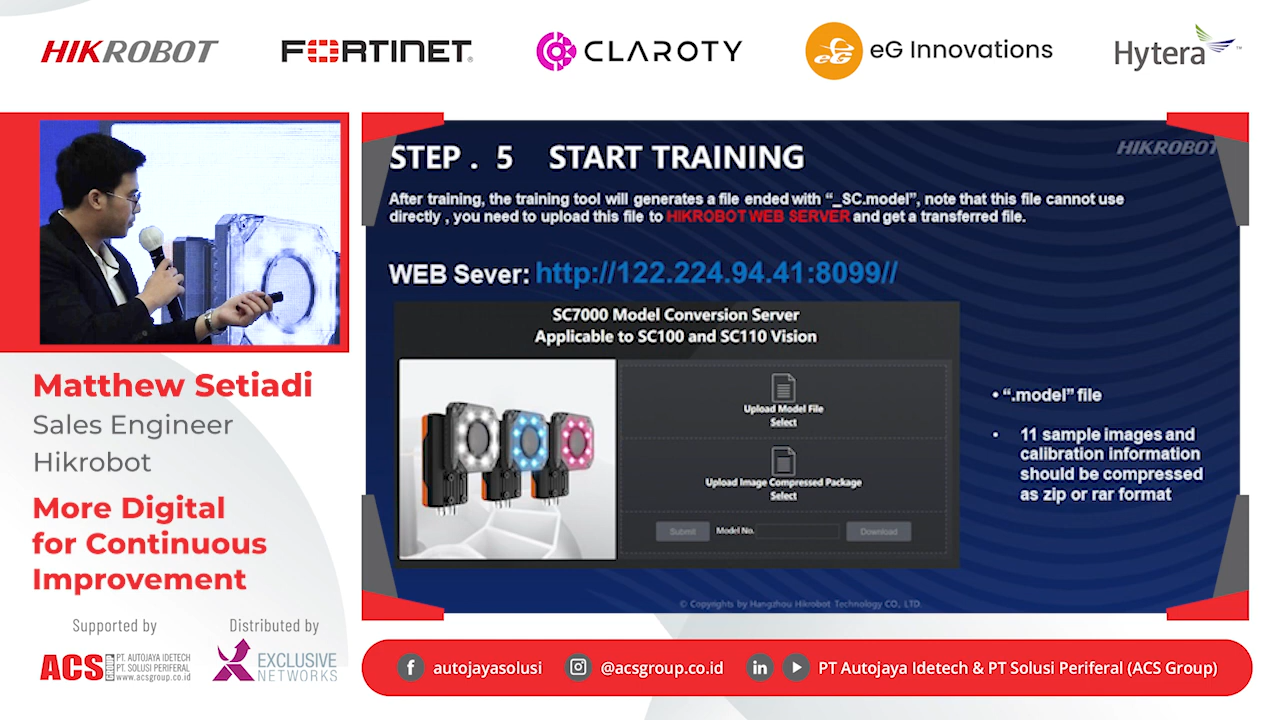 HIKROBOT
FORTINET
CLAROTY
eG
eG Innovations
Hytera
Matthew Setiadi
Sales Engineer
Hikrobot
More Digital
for Continuous
Improvement
Supported by
Distributed by
ACS
PT. AUTOJAYA IDETECH
PT. SOLUSI PERIFERAL
www.acsgroup.co.id
EXCLUSIVE
NETWORKS
HIKROBOT
STEP . 5 START TRAINING
After training, the training tool will generates a file ended with “_SC.model”, note that this file cannot use
directly , you need to upload this file to HIKROBOT WEB SERVER and get a transferred file.
WEB Sever: http://122.224.94.41:8099//
SC7000 Model Conversion Server
Applicable to SC100 and SC110 Vision
Upload Model File
Select
Upload Image Compressed Package
Select
Submit Model No. Download
• “.model” file
• 11 sample images and
calibration information
should be compressed
as zip or rar format
© Copyrights by Hangzhou Hikrobot Technology CO., LTD.
autojayasolusi @acsgroup.co.id PT Autojaya Idetech & PT Solusi Periferal (ACS Group)